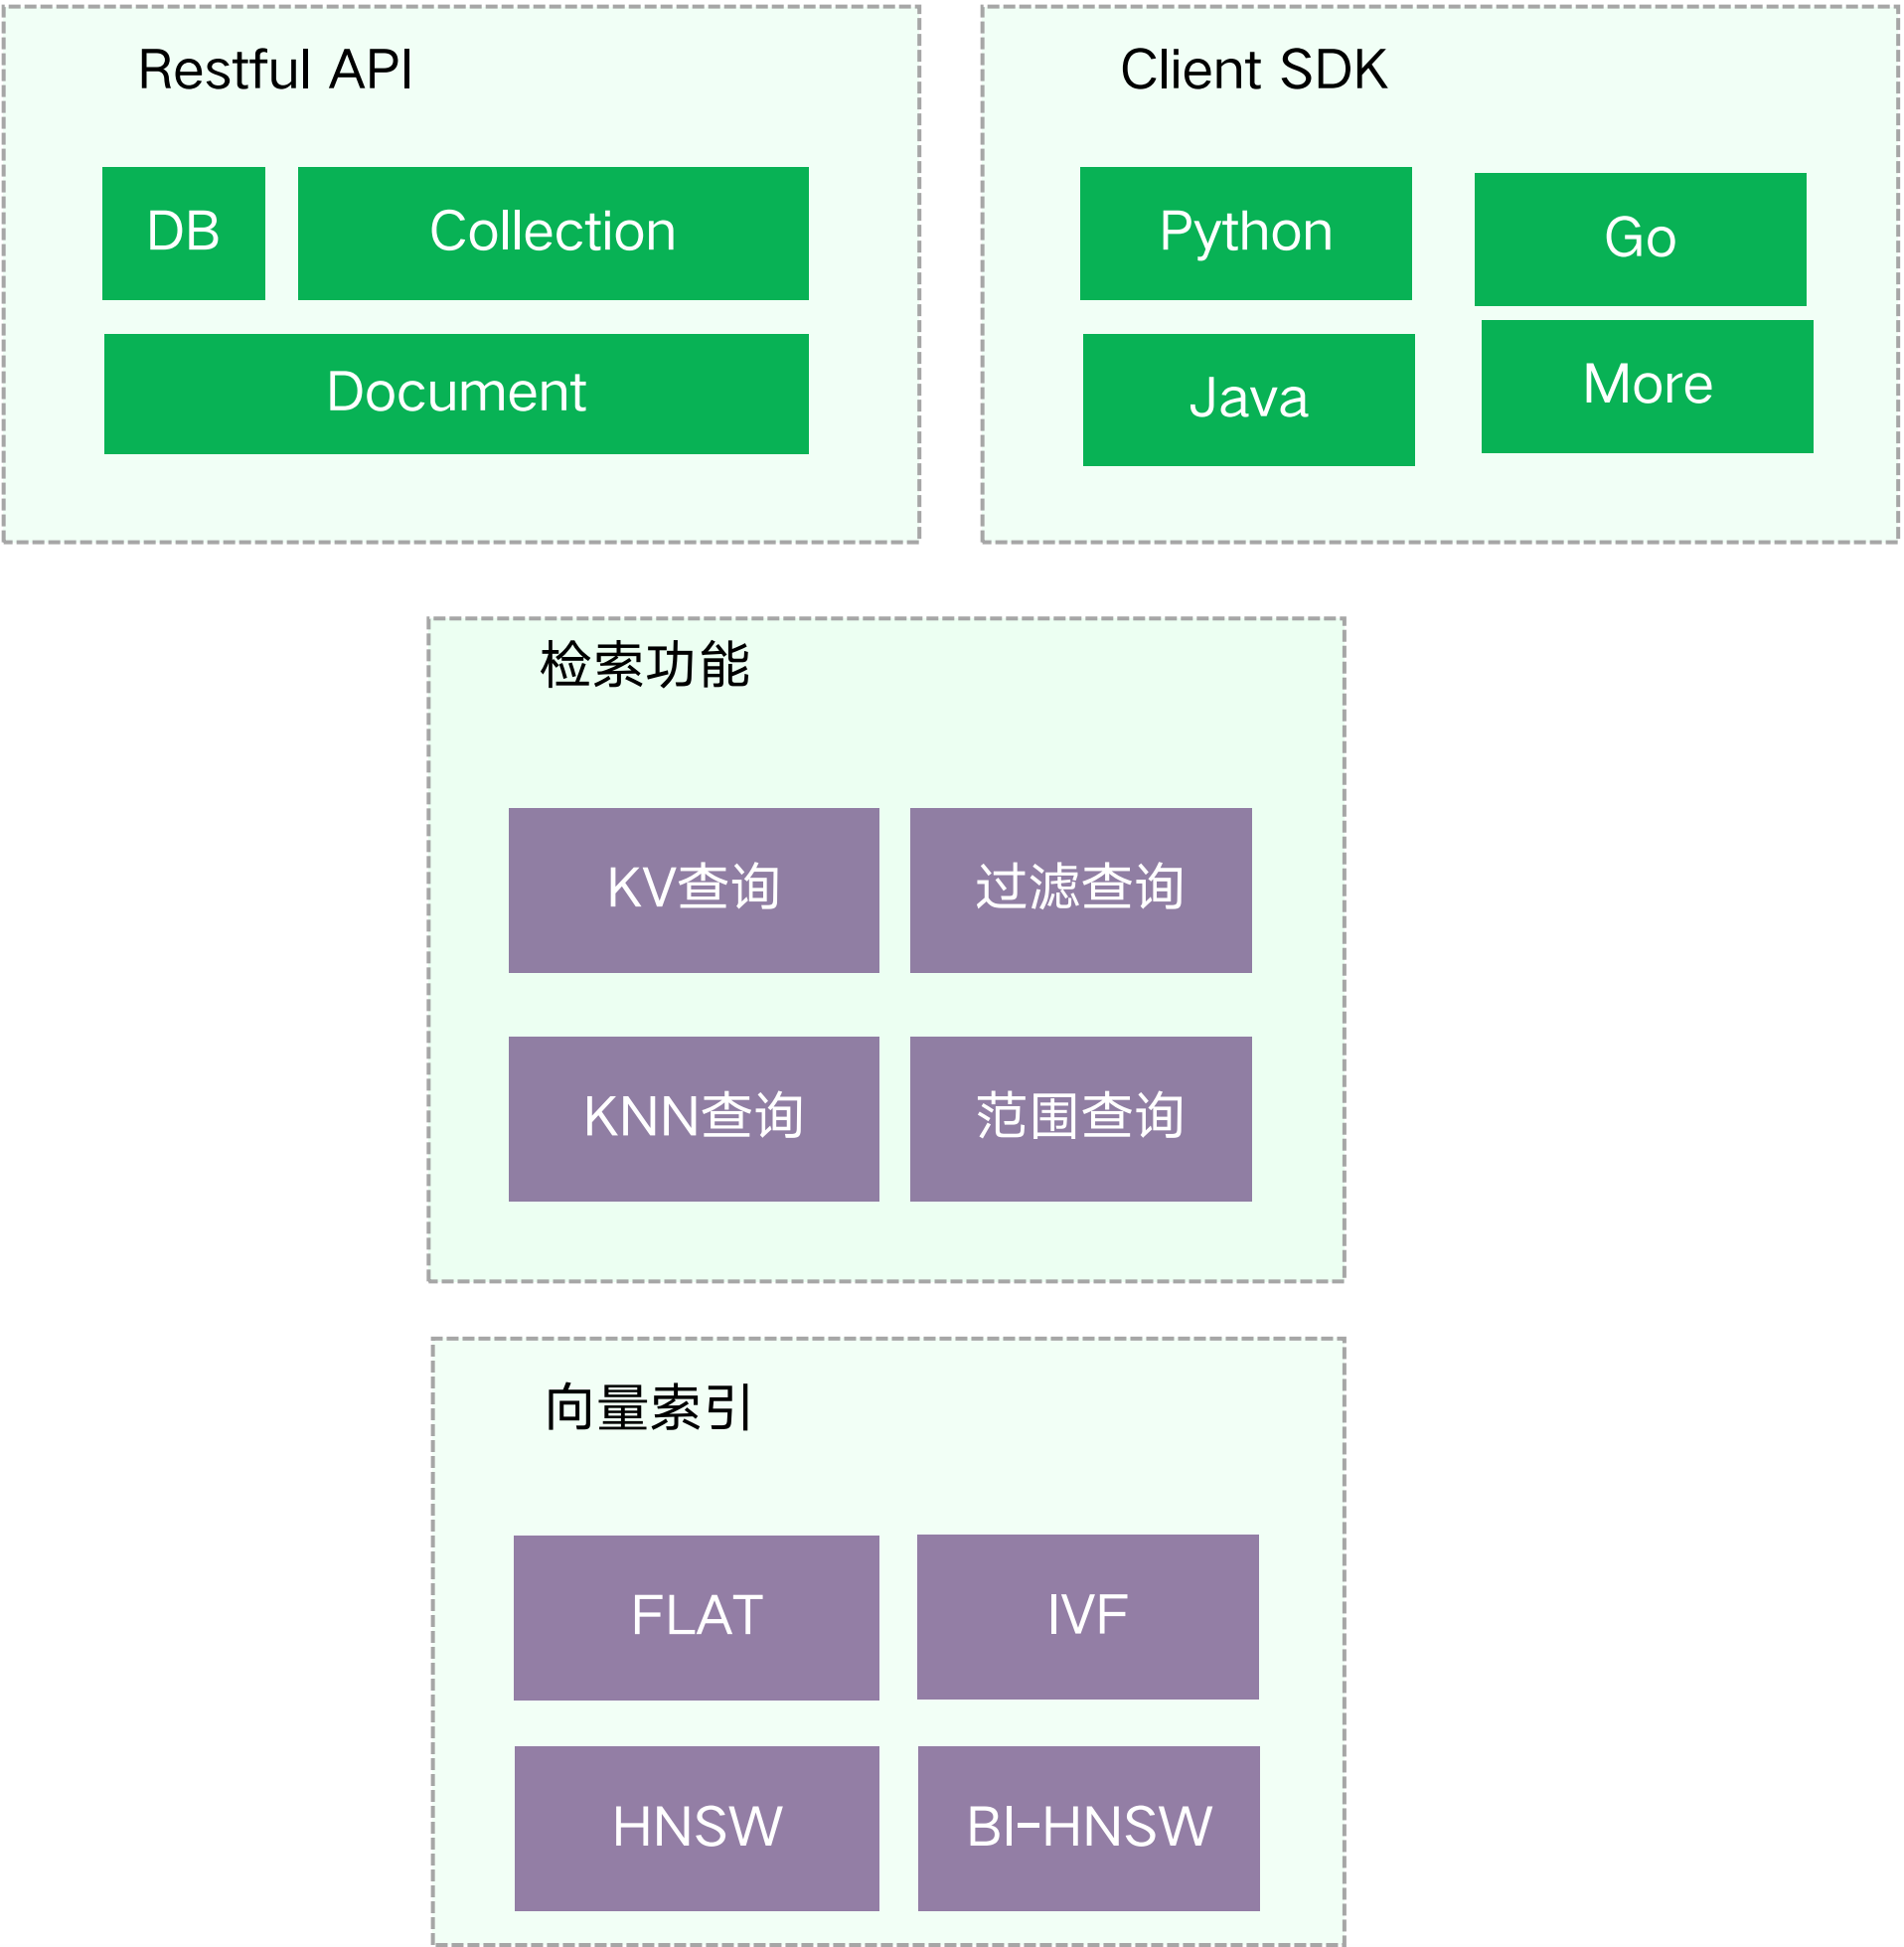 Restful API
DB
Collection
Document
Client SDK
Python
Go
Java
More
检索功能
KV查询
过滤查询
KNN查询
范围查询
向量索引
FLAT
IVF
HNSW
BI-HNSW